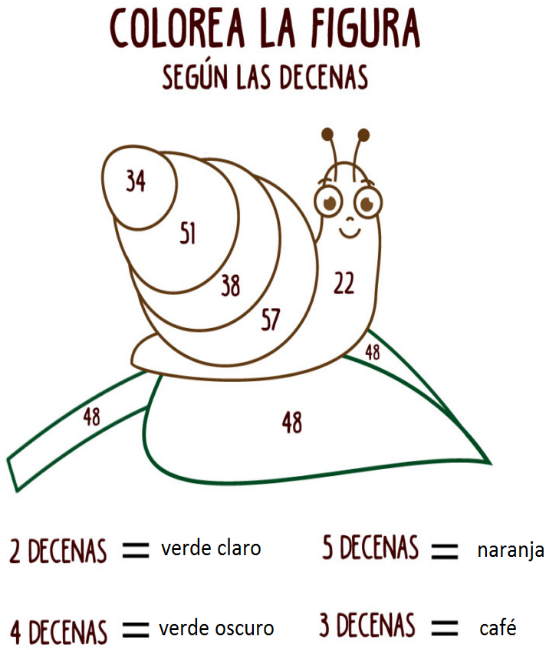 COLOREA LA FIGURA
SEGÚN LAS DECENAS
34
51
38
22
57
48
48
48
2 DECENAS = verde claro
5 DECENAS = naranja
4 DECENAS = verde oscuro
3 DECENAS = café